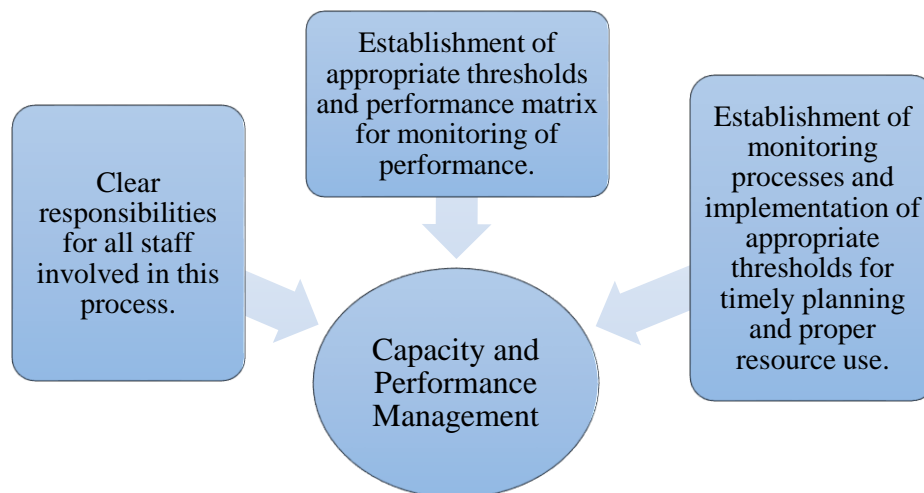 Clear
responsibilities
for all staff
involved in this
process.
Establishment of
appropriate thresholds
and performance matrix
for monitoring of
performance.
Establishment of
monitoring
processes and
implementation of
appropriate
thresholds for
timely planning
and proper
resource use.
Capacity and
Performance
Management